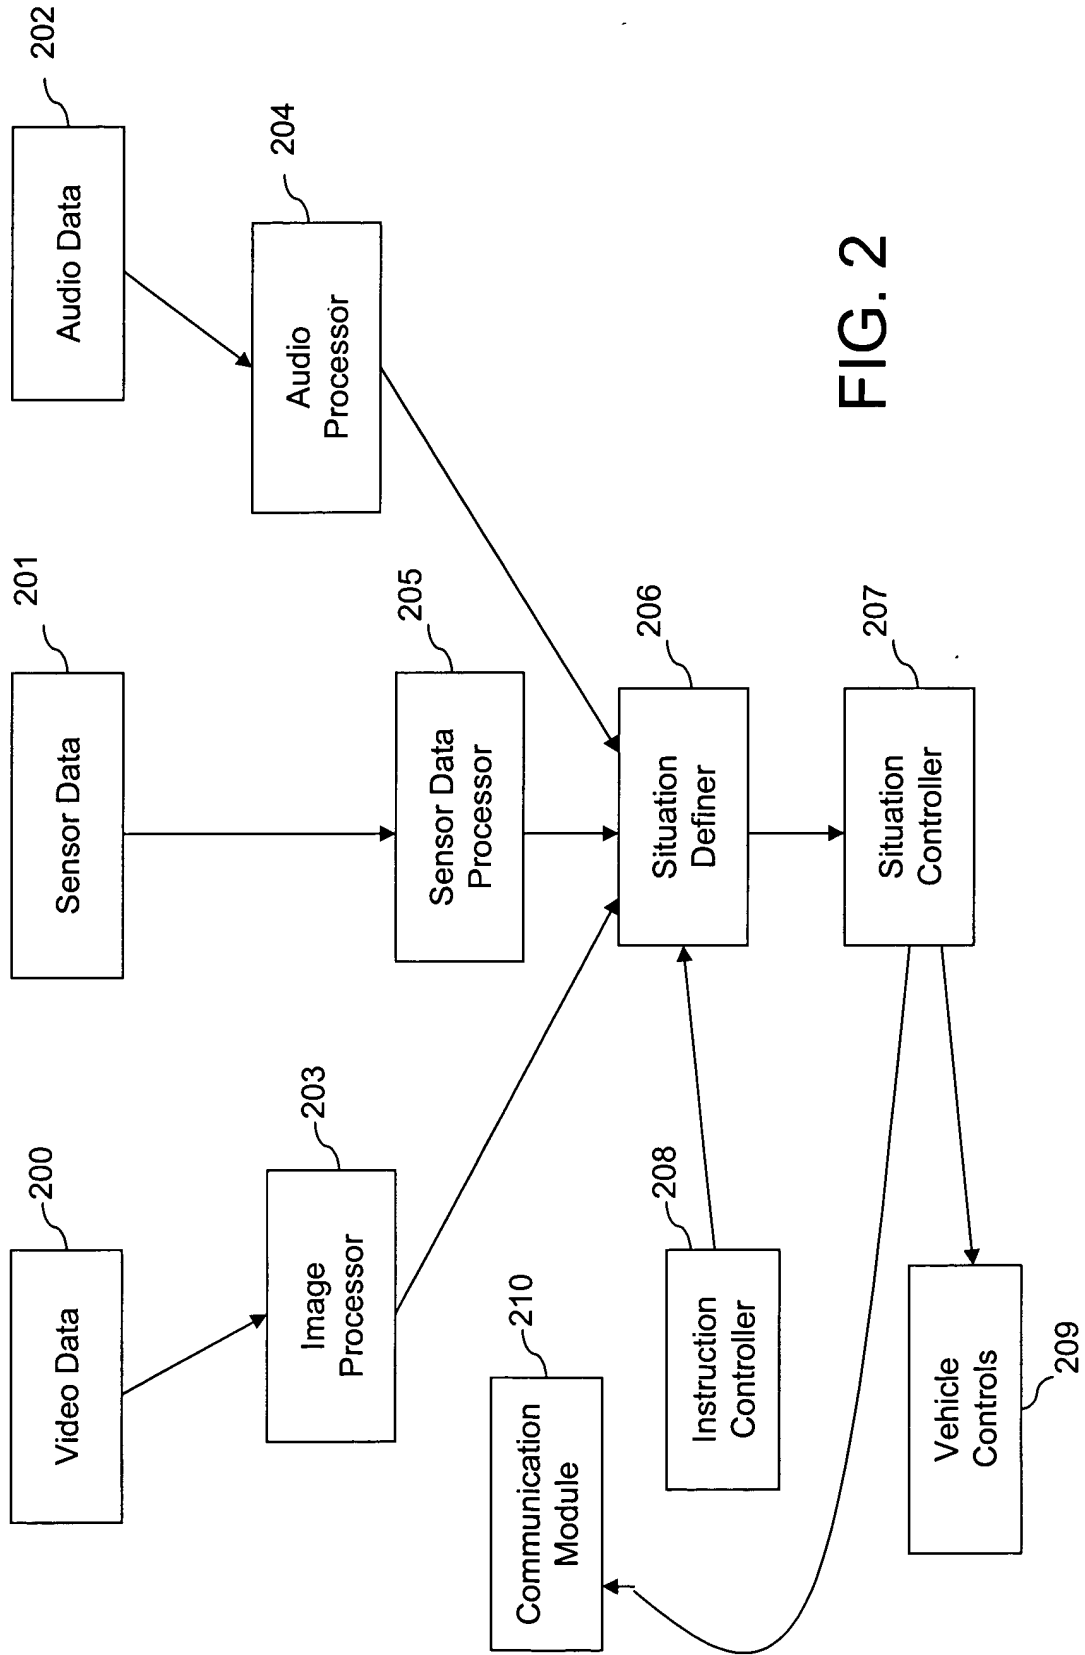 Video Data
200
Sensor Data
201
Audio Data
202
Image
Processor
203
Audio
Processor
204
Sensor Data
Processor
205
Communication
Module
210
Situation
Definer
206
Instruction
Controller
208
Situation
Controller
207
Vehicle
Controls
209
FIG. 2